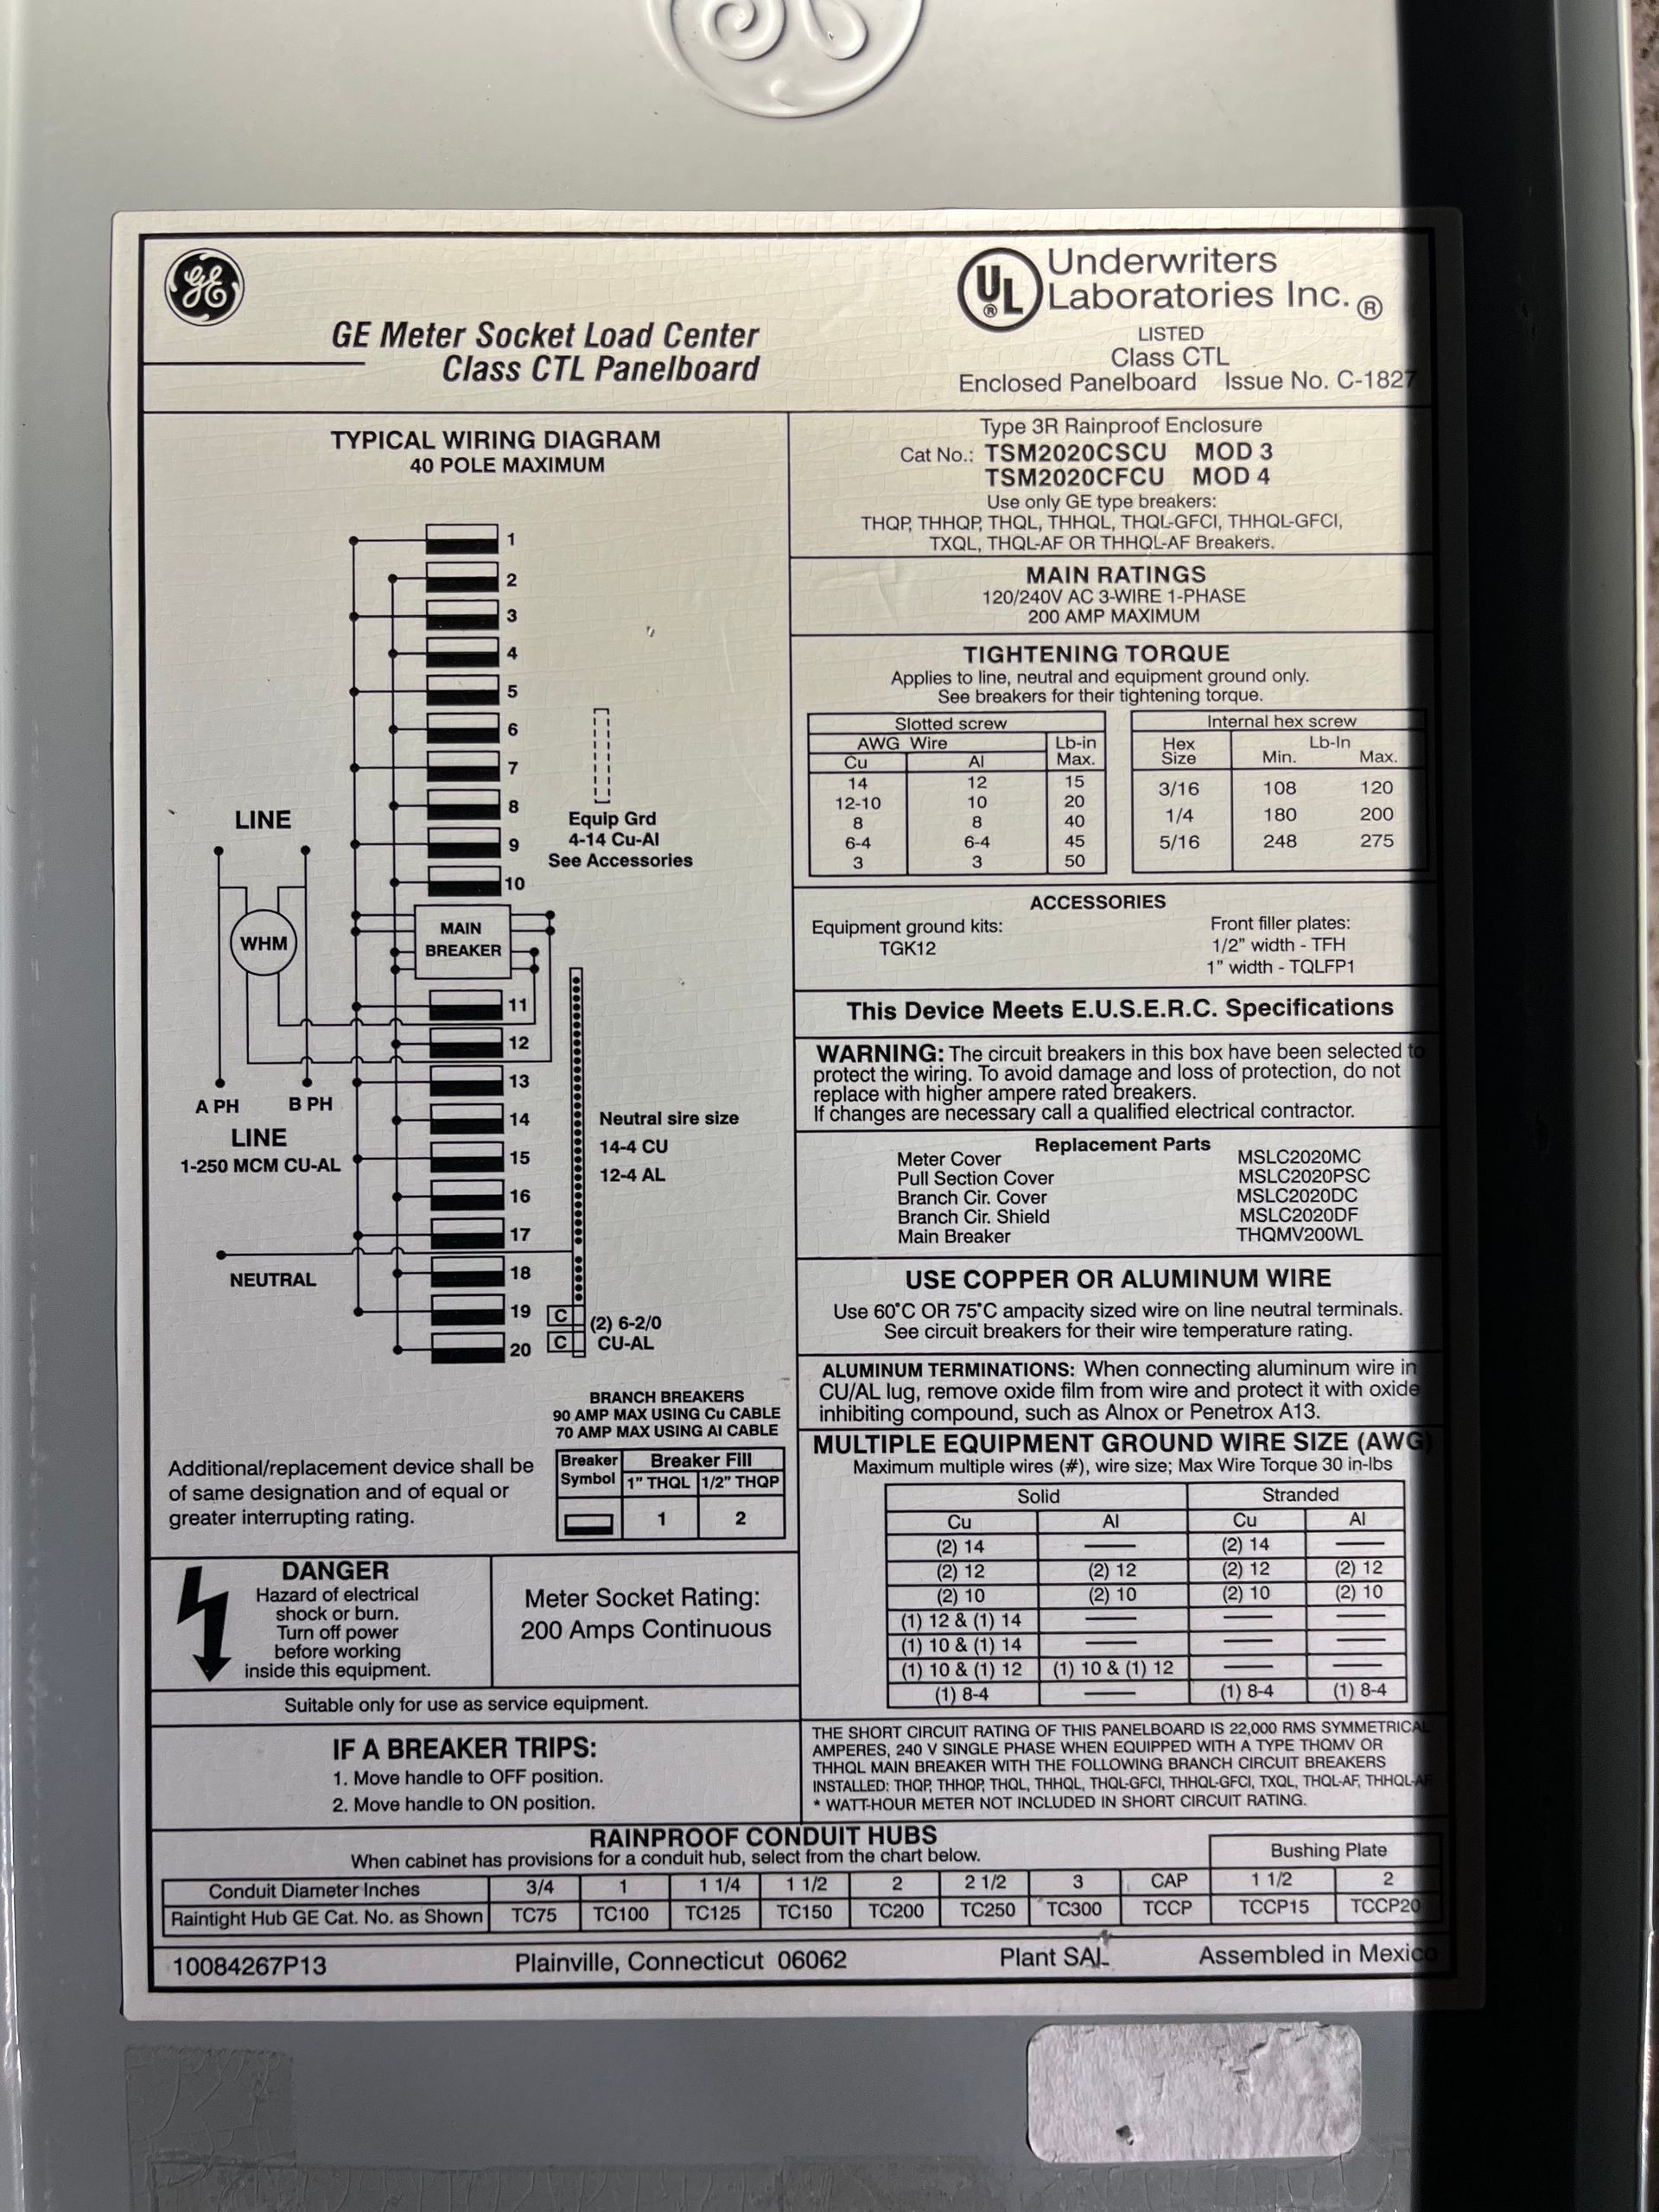 GE
GE
GE Meter Socket Load Center
Class CTL Panelboard
UL ®
Underwriters
Laboratories Inc. ®
LISTED
Class CTL
Enclosed Panelboard Issue No. C-1827
TYPICAL WIRING DIAGRAM
40 POLE MAXIMUM
1
2
3
4
5
6
7
8
9
10
MAIN
BREAKER
11
12
13
14
15
16
17
18
19
20
LINE
WHM
A PH B PH
LINE
1-250 MCM CU-AL
NEUTRAL
Equip Grd
4-14 Cu-Al
See Accessories
Neutral sire size
14-4 CU
12-4 AL
C
C
(2) 6-2/0
CU-AL
BRANCH BREAKERS
90 AMP MAX USING Cu CABLE
70 AMP MAX USING Al CABLE
Additional/replacement device shall be
of same designation and of equal or
greater interrupting rating.
Breaker Symbol Breaker Fill
1" THQL 1/2" THQP
1 2
DANGER
Hazard of electrical
shock or burn.
Turn off power
before working
inside this equipment.
Meter Socket Rating:
200 Amps Continuous
Suitable only for use as service equipment.
IF A BREAKER TRIPS:
1. Move handle to OFF position.
2. Move handle to ON position.
Type 3R Rainproof Enclosure
Cat No.: TSM2020CSCU MOD 3
TSM2020CFCU MOD 4
Use only GE type breakers:
THQP, THHQP, THQL, THHQL, THQL-GFCI, THHQL-GFCI,
TXQL, THQL-AF OR THHQL-AF Breakers.
MAIN RATINGS
120/240V AC 3-WIRE 1-PHASE
200 AMP MAXIMUM
TIGHTENING TORQUE
Applies to line, neutral and equipment ground only.
See breakers for their tightening torque.
Slotted screw
AWG Wire Lb-in Max.
Cu Al
14 12 15
12-10 10 20
8 8 40
6-4 6-4 45
3 3 50
Internal hex screw
Hex Size Lb-In
Min. Max.
3/16 108 120
1/4 180 200
5/16 248 275
ACCESSORIES
Equipment ground kits:
TGK12
Front filler plates:
1/2" width - TFH
1" width - TQLFP1
This Device Meets E.U.S.E.R.C. Specifications
WARNING: The circuit breakers in this box have been selected to
protect the wiring. To avoid damage and loss of protection, do not
replace with higher ampere rated breakers.
If changes are necessary call a qualified electrical contractor.
Replacement Parts
Meter Cover MSLC2020MC
Pull Section Cover MSLC2020PSC
Branch Cir. Cover MSLC2020DC
Branch Cir. Shield MSLC2020DF
Main Breaker THQMV200WL
USE COPPER OR ALUMINUM WIRE
Use 60°C OR 75°C ampacity sized wire on line neutral terminals.
See circuit breakers for their wire temperature rating.
ALUMINUM TERMINATIONS: When connecting aluminum wire in
CU/AL lug, remove oxide film from wire and protect it with oxide
inhibiting compound, such as Alnox or Penetrox A13.
MULTIPLE EQUIPMENT GROUND WIRE SIZE (AWG)
Maximum multiple wires (#), wire size; Max Wire Torque 30 in-lbs
Solid Stranded
Cu Al Cu Al
(2) 14 — (2) 14 —
(2) 12 (2) 12 (2) 12 (2) 12
(2) 10 (2) 10 (2) 10 (2) 10
(1) 12 & (1) 14 — — —
(1) 10 & (1) 14 — — —
(1) 10 & (1) 12 (1) 10 & (1) 12 — —
(1) 8-4 — (1) 8-4 (1) 8-4
THE SHORT CIRCUIT RATING OF THIS PANELBOARD IS 22,000 RMS SYMMETRICAL
AMPERES, 240 V SINGLE PHASE WHEN EQUIPPED WITH A TYPE THQMV OR
THHQL MAIN BREAKER WITH THE FOLLOWING BRANCH CIRCUIT BREAKERS
INSTALLED: THQP, THHQP, THQL, THHQL, THQL-GFCI, THHQL-GFCI, TXQL, THQL-AF, THHQL-AF
* WATT-HOUR METER NOT INCLUDED IN SHORT CIRCUIT RATING.
RAINPROOF CONDUIT HUBS
When cabinet has provisions for a conduit hub, select from the chart below.
Bushing Plate
Conduit Diameter Inches 3/4 1 1 1/4 1 1/2 2 2 1/2 3 CAP 1 1/2 2
Raintight Hub GE Cat. No. as Shown TC75 TC100 TC125 TC150 TC200 TC250 TC300 TCCP TCCP15 TCCP20
10084267P13 Plainville, Connecticut 06062 Plant SAL Assembled in Mexico